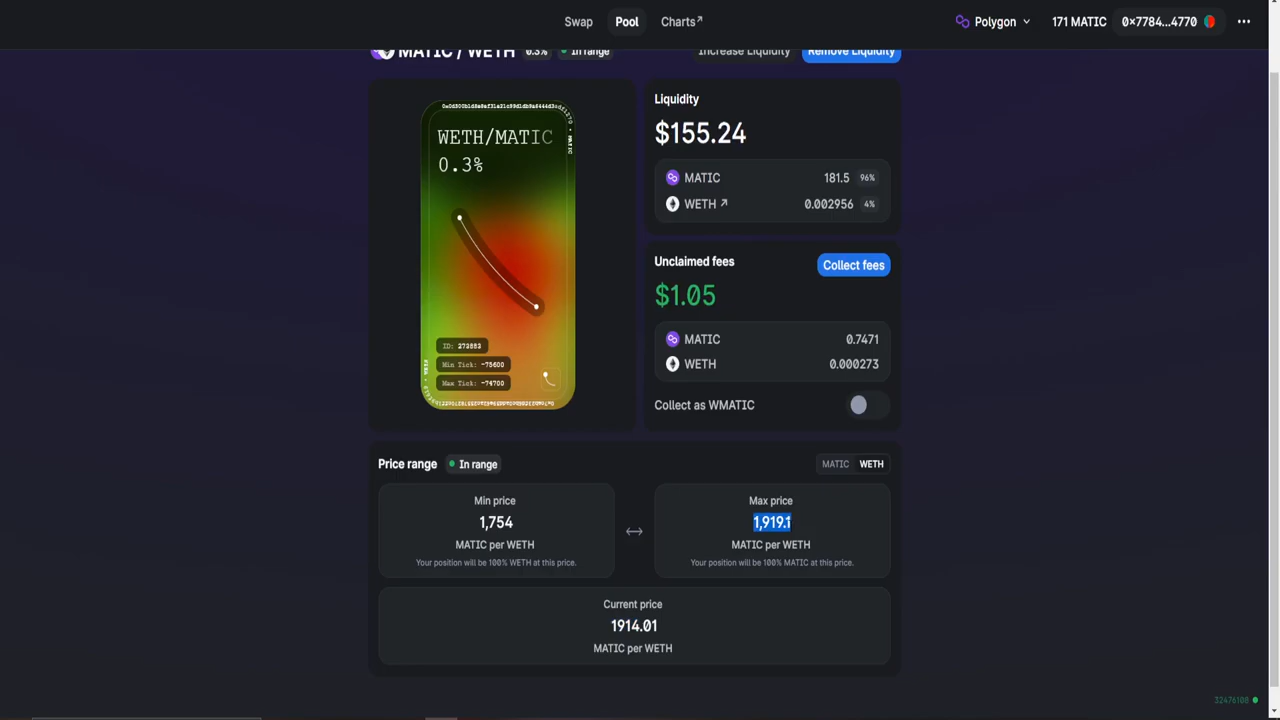 Swap Pool Charts↗ Polygon 171 MATIC 0×7784...4770
MATIC / WETH 0.3% In range Increase Liquidity Remove Liquidity
WETH/MATIC
0.3%
ID: 272883
Min Tick: -75600
Max Tick: -74700
Liquidity
$155.24
MATIC 181.5 96%
WETH ↗ 0.002956 4%
Unclaimed fees Collect fees
$1.05
MATIC 0.7471
WETH 0.000273
Collect as WMATIC
Price range In range MATIC WETH
Min price
1,754
MATIC per WETH
Your position will be 100% WETH at this price.
Max price
1,919.1
MATIC per WETH
Your position will be 100% MATIC at this price.
Current price
1914.01
MATIC per WETH
32476100